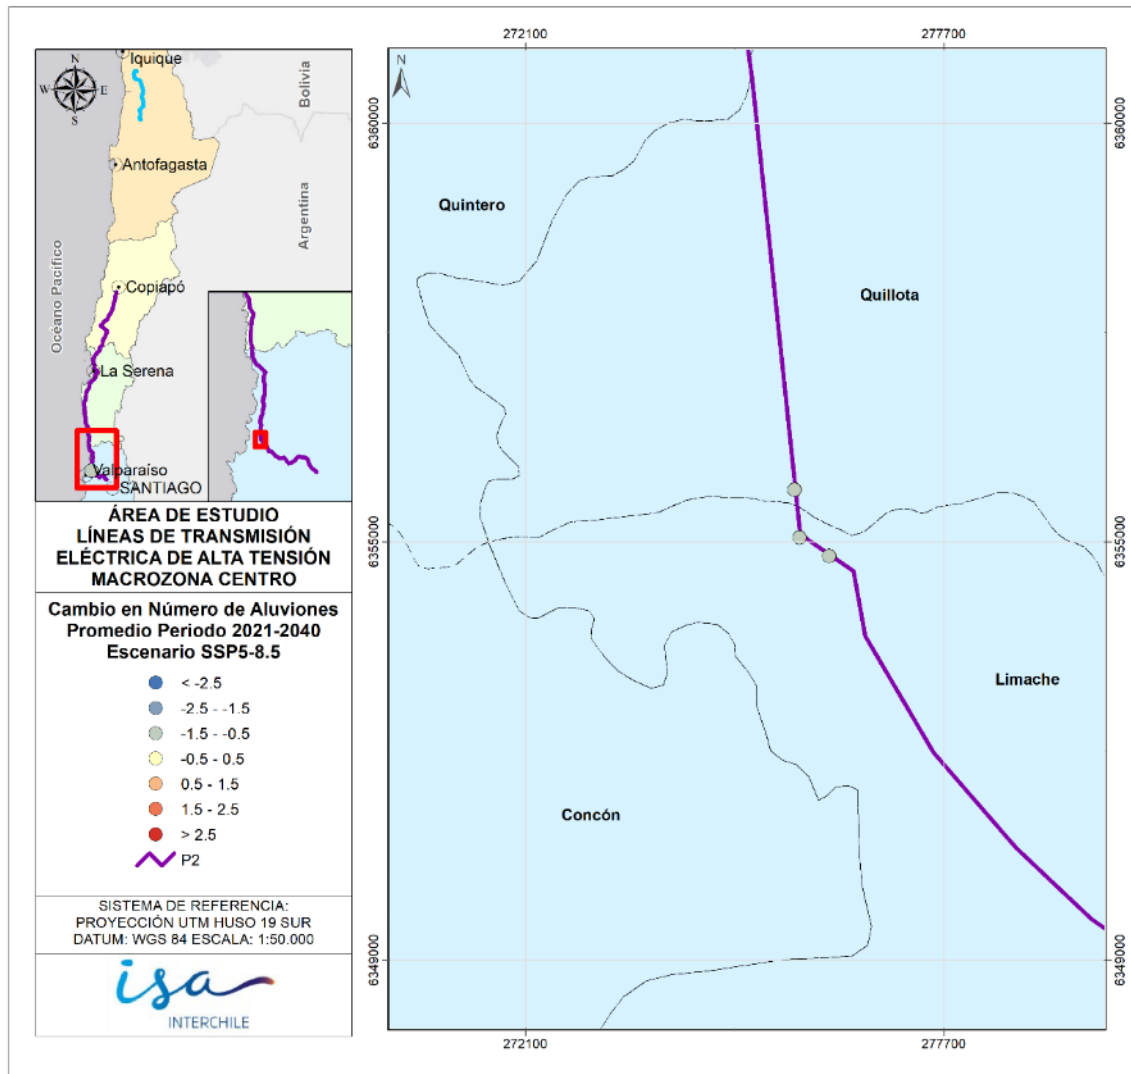 N
W
E
S
Iquique
Bolivia
Antofagasta
Argentina
Océano Pacífico
Copiapó
La Serena
Valparaíso
SANTIAGO
ÁREA DE ESTUDIO
LÍNEAS DE TRANSMISIÓN
ELÉCTRICA DE ALTA TENSIÓN
MACROZONA CENTRO
Cambio en Número de Aluviones
Promedio Periodo 2021-2040
Escenario SSP5-8.5
< -2.5
-2.5 - -1.5
-1.5 - -0.5
-0.5 - 0.5
0.5 - 1.5
1.5 - 2.5
> 2.5
P2
SISTEMA DE REFERENCIA:
PROYECCIÓN UTM HUSO 19 SUR
DATUM: WGS 84 ESCALA: 1:50.000
isa
INTERCHILE
272100
277700
N
6360000
6360000
Quintero
Quillota
6355000
6355000
Limache
Concón
6349000
6349000
272100
277700